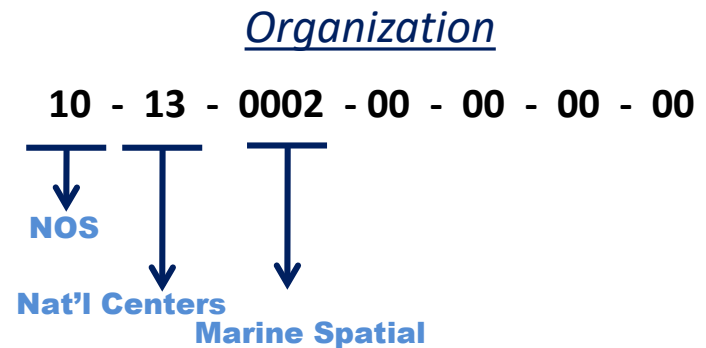 Organization
10 - 13 - 0002 - 00 - 00 - 00 - 00
NOS
Nat’l Centers
Marine Spatial